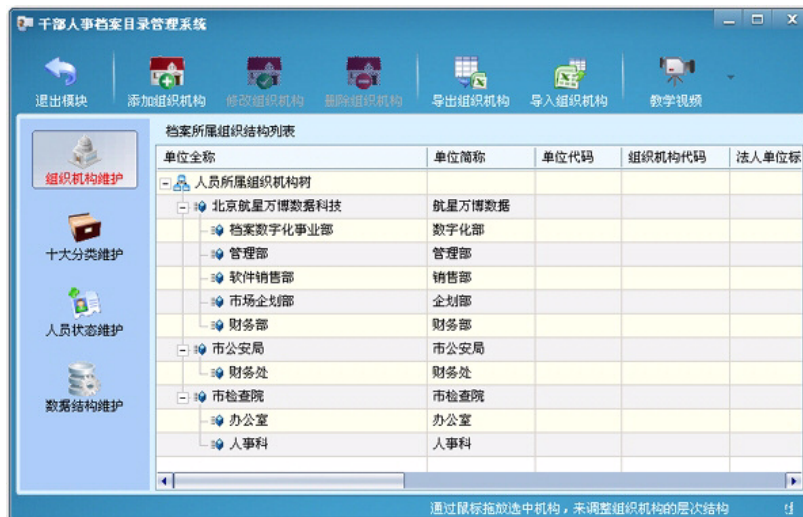 干部人事档案目录管理系统
退出模块 添加组织机构 修改组织机构 删除组织机构 导出组织机构 导入组织机构 教学视频
档案所属组织结构列表
单位全称 单位简称 单位代码 组织机构代码 法人单位标
人员所属组织机构树
北京航星万博数据科技 航星万博数据
档案数字化事业部 数字化部
管理部 管理部
软件销售部 销售部
市场企划部 企划部
财务部 财务部
市公安局 市公安局
财务处 财务处
市检查院 市检查院
办公室 办公室
人事科 人事科
组织机构维护
十大分类维护
人员状态维护
数据结构维护
通过鼠标拖放选中机构，来调整组织机构的层次结构